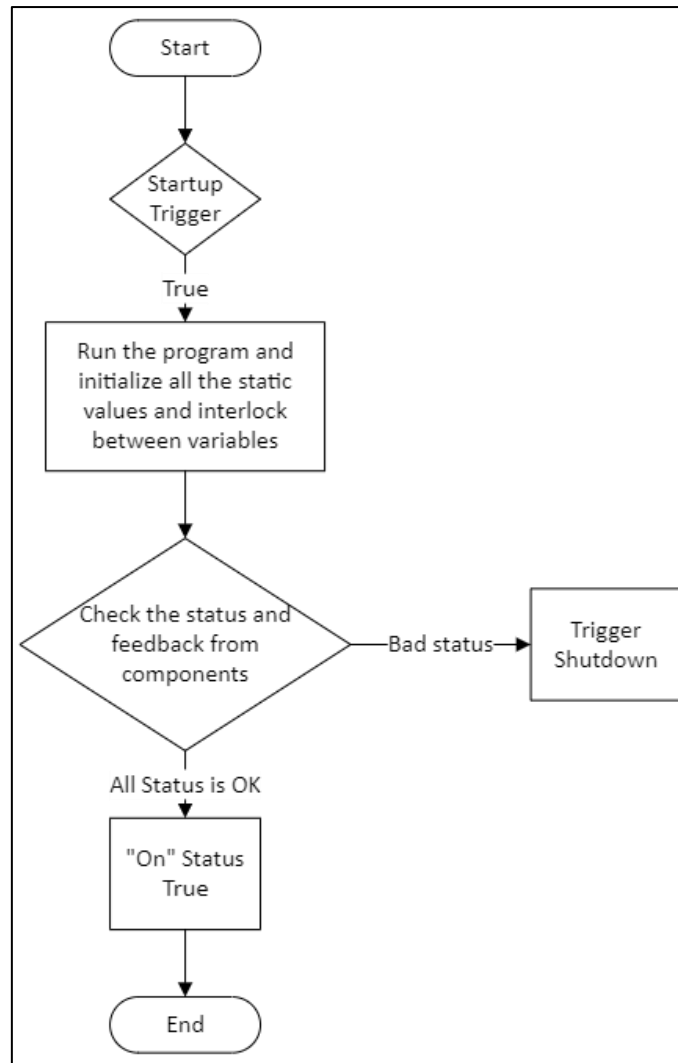 Start
Startup
Trigger
True
Run the program and
initialize all the static
values and interlock
between variables
Check the status and
feedback from
components
Bad status
Trigger
Shutdown
All Status is OK
"On" Status
True
End